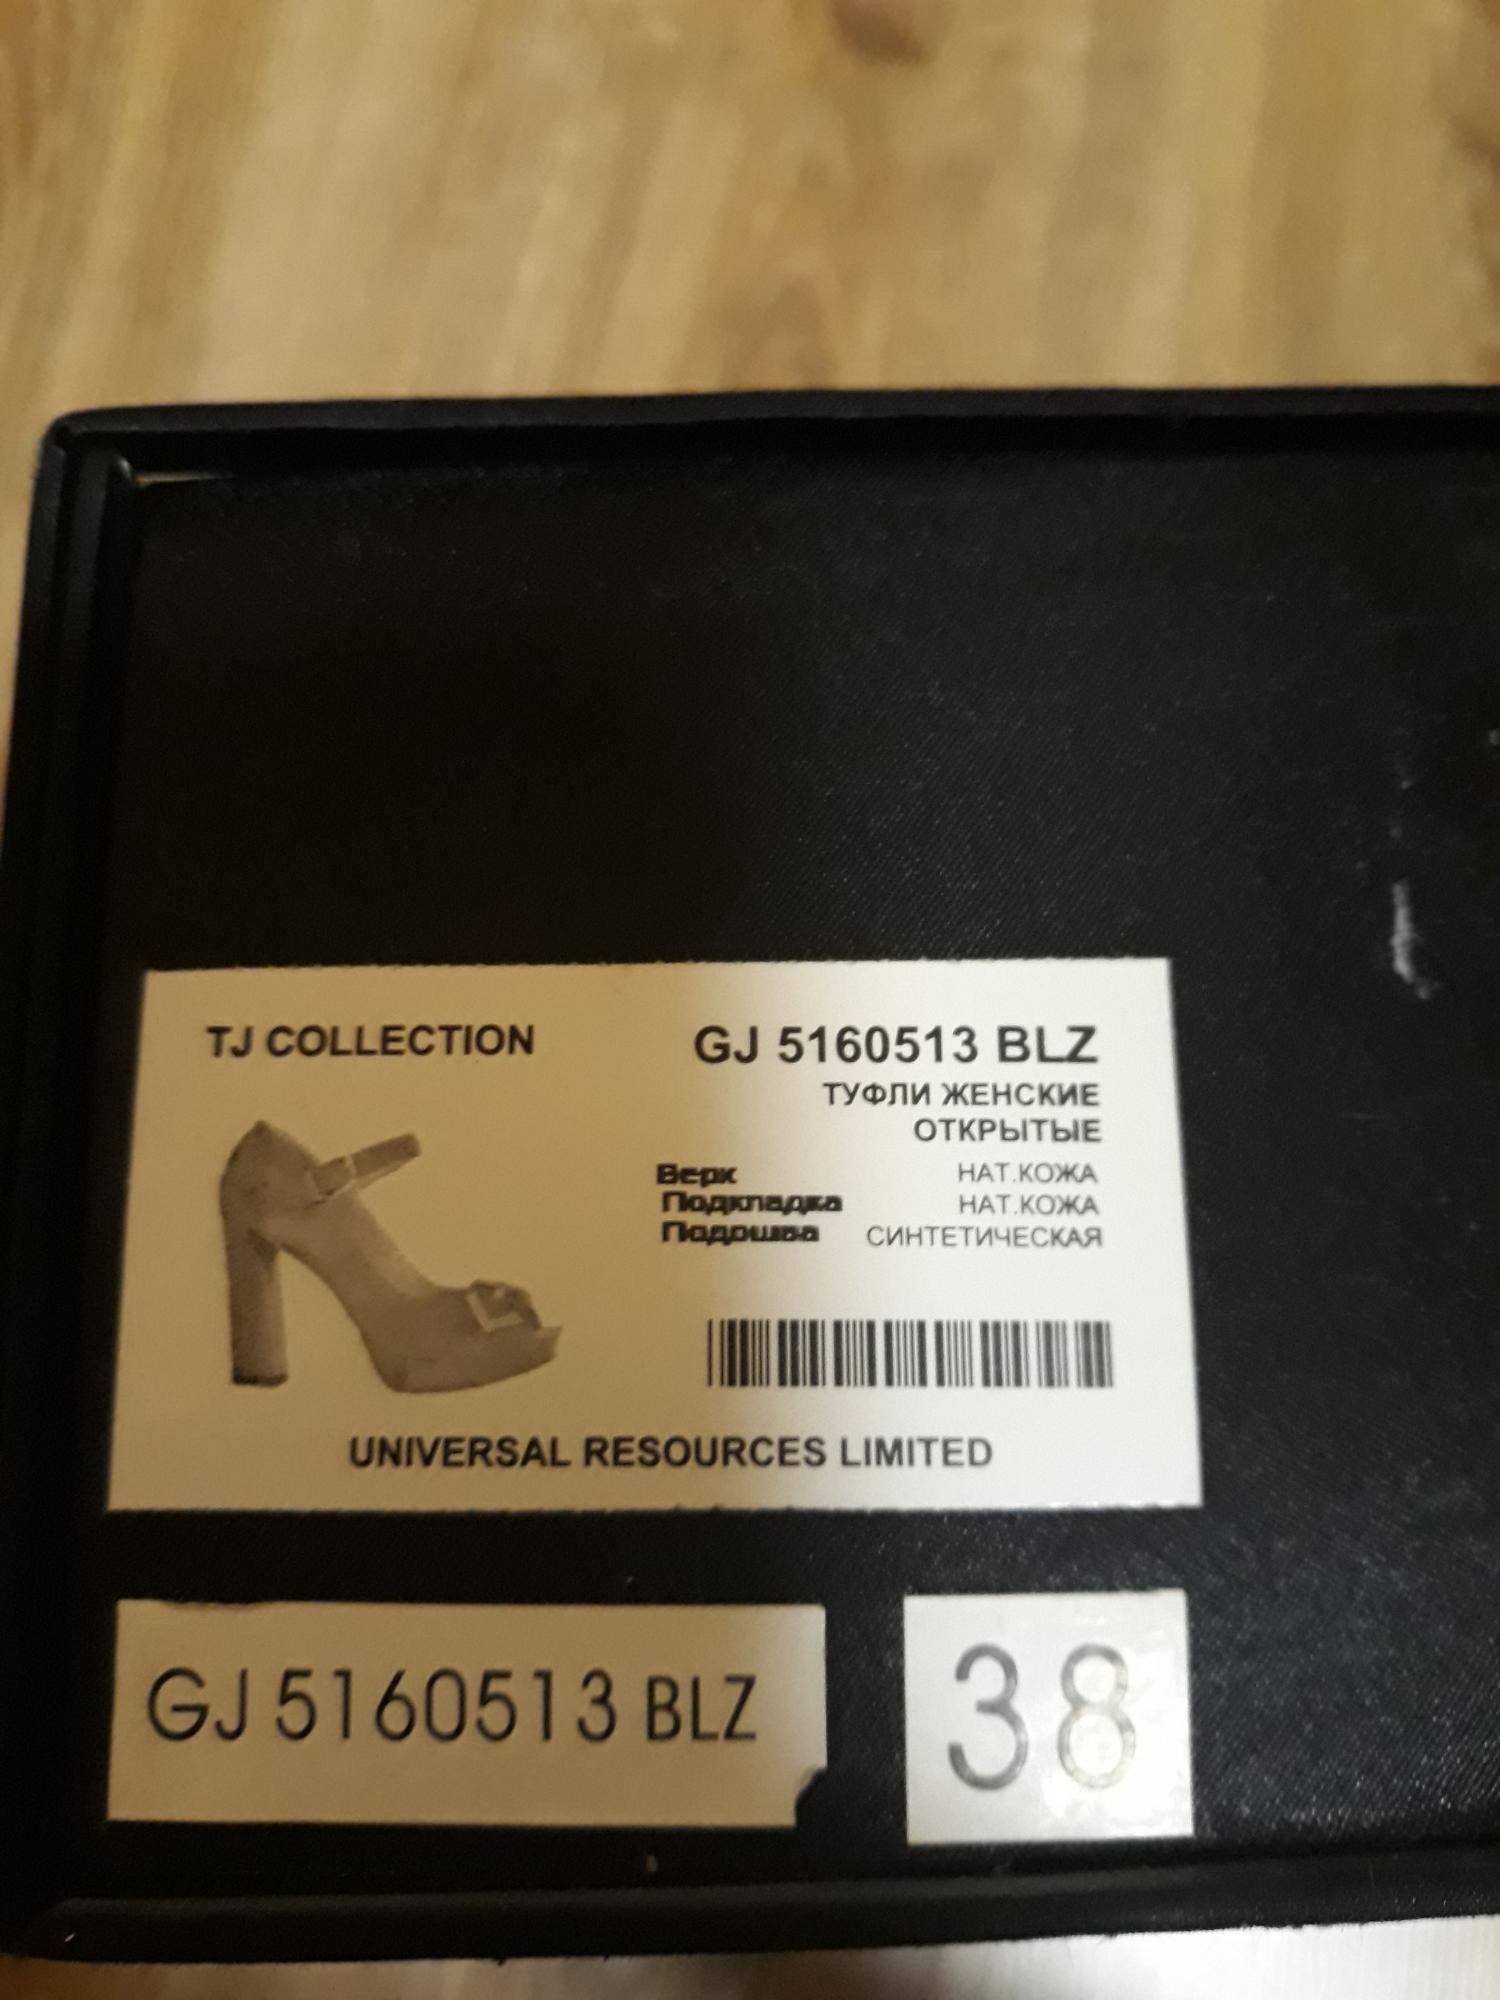 TJ COLLECTION
GJ 5160513 BLZ
ТУФЛИ ЖЕНСКИЕ
ОТКРЫТЫЕ
Верх НАТ.КОЖА
Подкладка НАТ.КОЖА
Подошва СИНТЕТИЧЕСКАЯ
UNIVERSAL RESOURCES LIMITED
GJ 5160513 BLZ
38